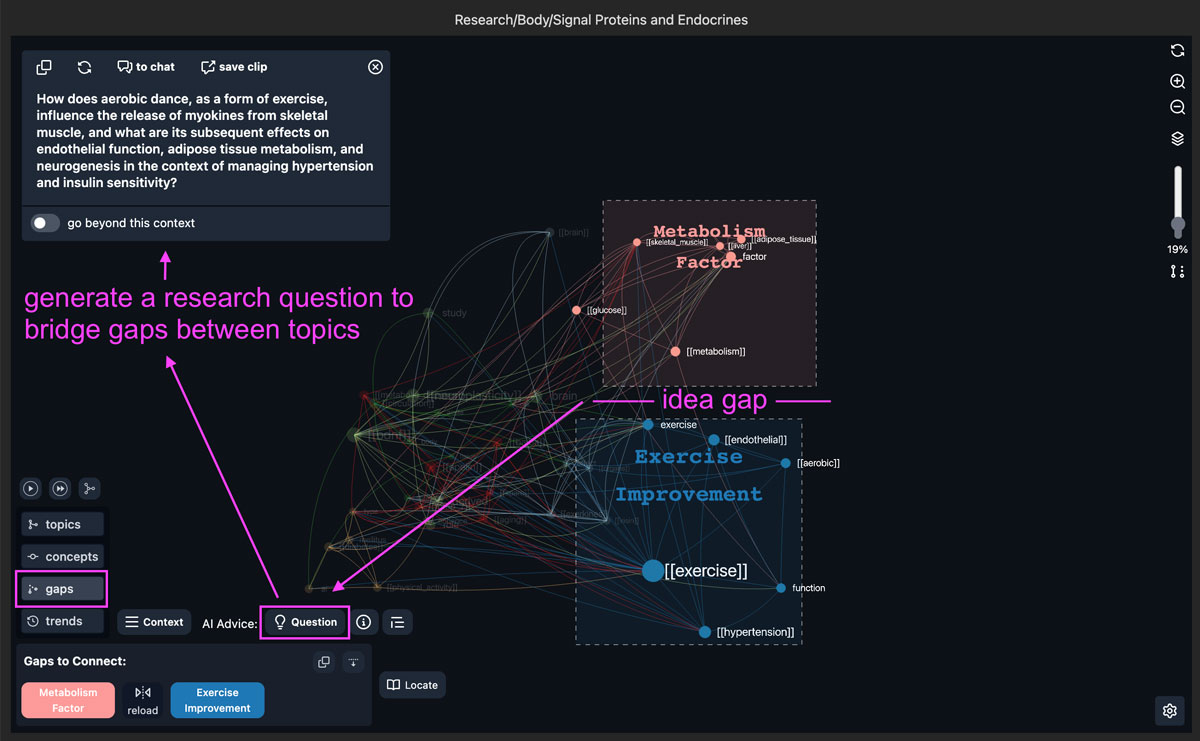 Research/Body/Signal Proteins and Endocrines
to chat
save clip
How does aerobic dance, as a form of exercise,
influence the release of myokines from skeletal
muscle, and what are its subsequent effects on
endothelial function, adipose tissue metabolism, and
neurogenesis in the context of managing hypertension
and insulin sensitivity?
go beyond this context
generate a research question to
bridge gaps between topics
19%
[[brain]]
Metabolism
Factor
[[skeletal_muscle]]
[[liver]]
[[adipose_tissue]]
factor
study
[[glucose]]
[[metabolism]]
[[neuroplasticity]]
brain
idea gap
exercise
[[endothelial]]
Exercise
Improvement
[[aerobic]]
[[exercise]]
function
[[physical_activity]]
[[hypertension]]
topics
concepts
gaps
trends
Context
AI Advice:
Question
Gaps to Connect:
Metabolism
Factor
reload
Exercise
Improvement
Locate